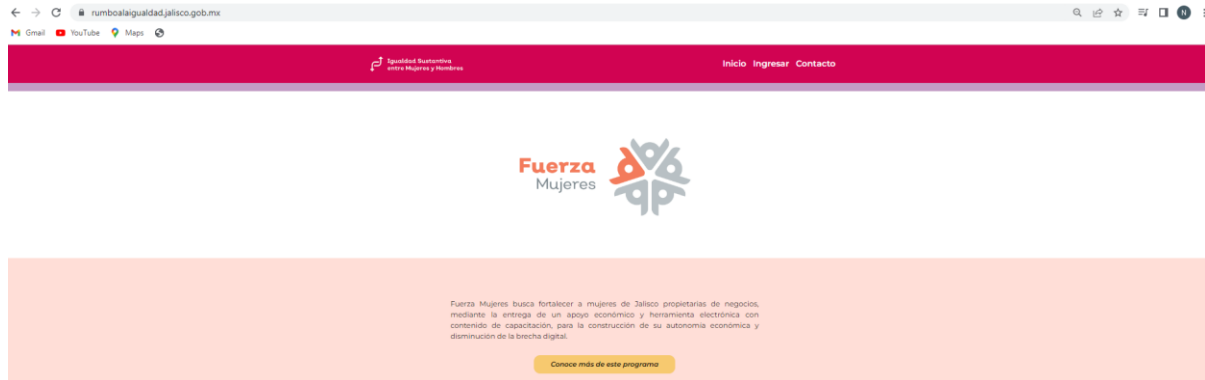 rumboalaigualdad.jalisco.gob.mx
N
Gmail YouTube Maps
Igualdad Sustantiva
entre Mujeres y Hombres
Inicio Ingresar Contacto
Fuerza
Mujeres
Fuerza Mujeres busca fortalecer a mujeres de Jalisco propietarias de negocios,
mediante la entrega de un apoyo económico y herramienta electrónica con
contenido de capacitación, para la construcción de su autonomía económica y
disminución de la brecha digital.
Conoce más de este programa